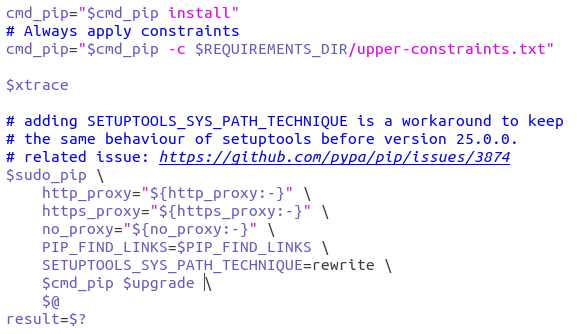 cmd_pip="$cmd_pip install"
# Always apply constraints
cmd_pip="$cmd_pip -c $REQUIREMENTS_DIR/upper-constraints.txt"

$xtrace

# adding SETUPTOOLS_SYS_PATH_TECHNIQUE is a workaround to keep
# the same behaviour of setuptools before version 25.0.0.
# related issue: https://github.com/pypa/pip/issues/3874
$sudo_pip \
    http_proxy="${http_proxy:-}" \
    https_proxy="${https_proxy:-}" \
    no_proxy="${no_proxy:-}" \
    PIP_FIND_LINKS=$PIP_FIND_LINKS \
    SETUPTOOLS_SYS_PATH_TECHNIQUE=rewrite \
    $cmd_pip $upgrade \
    $@
result=$?